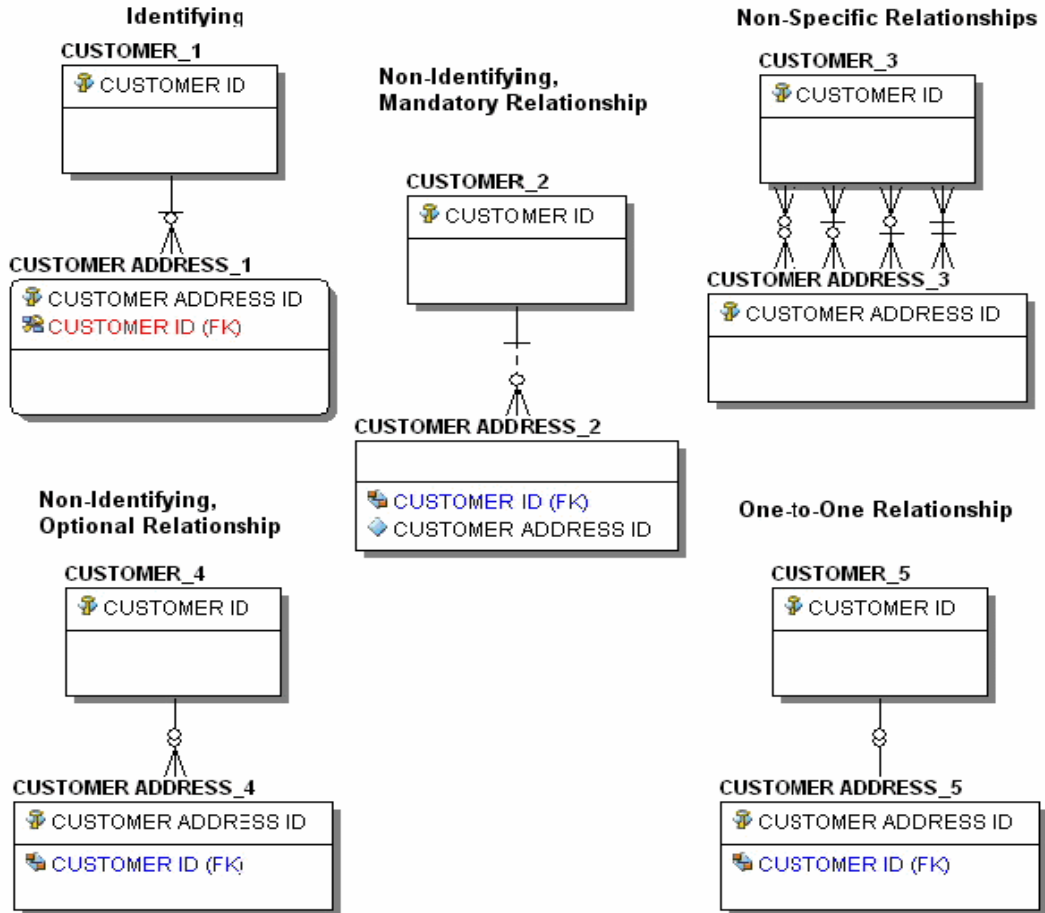 Identifying
CUSTOMER_1
CUSTOMER ID
CUSTOMER ADDRESS_1
CUSTOMER ADDRESS ID
CUSTOMER ID (FK)
Non-Identifying,
Mandatory Relationship
CUSTOMER_2
CUSTOMER ID
CUSTOMER ADDRESS_2
CUSTOMER ID (FK)
CUSTOMER ADDRESS ID
Non-Specific Relationships
CUSTOMER_3
CUSTOMER ID
CUSTOMER ADDRESS_3
CUSTOMER ADDRESS ID
Non-Identifying,
Optional Relationship
CUSTOMER_4
CUSTOMER ID
CUSTOMER ADDRESS_4
CUSTOMER ADDRESS ID
CUSTOMER ID (FK)
One-to-One Relationship
CUSTOMER_5
CUSTOMER ID
CUSTOMER ADDRESS_5
CUSTOMER ADDRESS ID
CUSTOMER ID (FK)